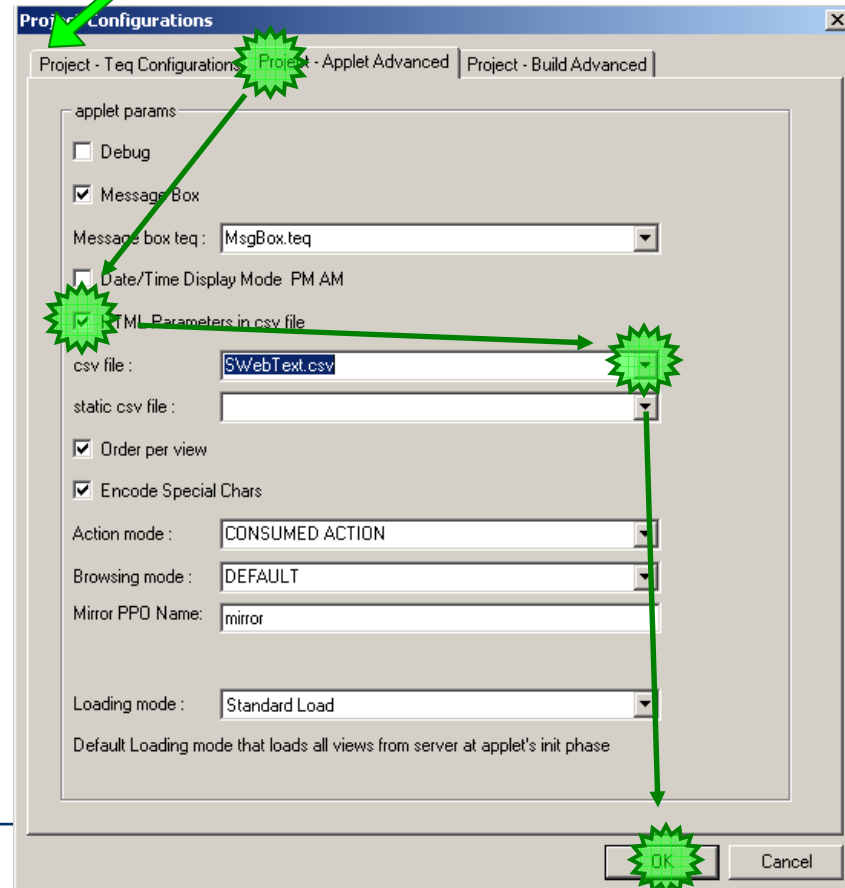 Project Configurations
Project - Teq Configurations Project - Applet Advanced Project - Build Advanced
applet params
Debug
Message Box
Message box teq : MsgBox.teq
Date/Time Display Mode PM AM
HTML Parameters in csv file
csv file : SWebText.csv
static csv file :
Order per view
Encode Special Chars
Action mode : CONSUMED ACTION
Browsing mode : DEFAULT
Mirror PPO Name: mirror
Loading mode : Standard Load
Default Loading mode that loads all views from server at applet's init phase
OK Cancel